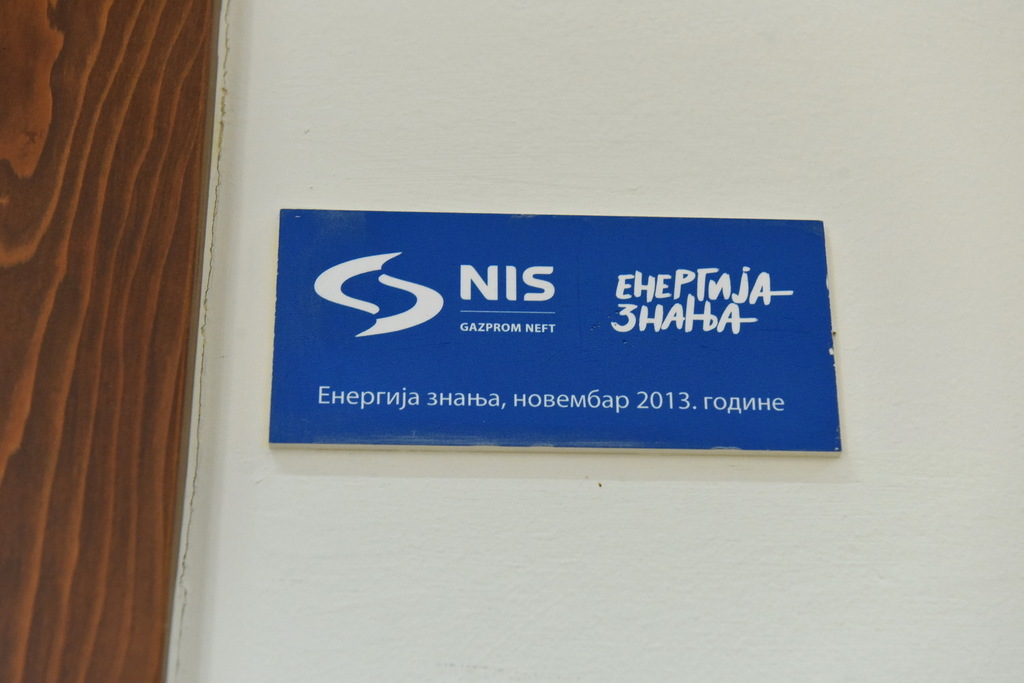 NIS
GAZPROM NEFT
ЕНЕРГИЈА
ЗНАЊА
Енергија знања, новембар 2013. године